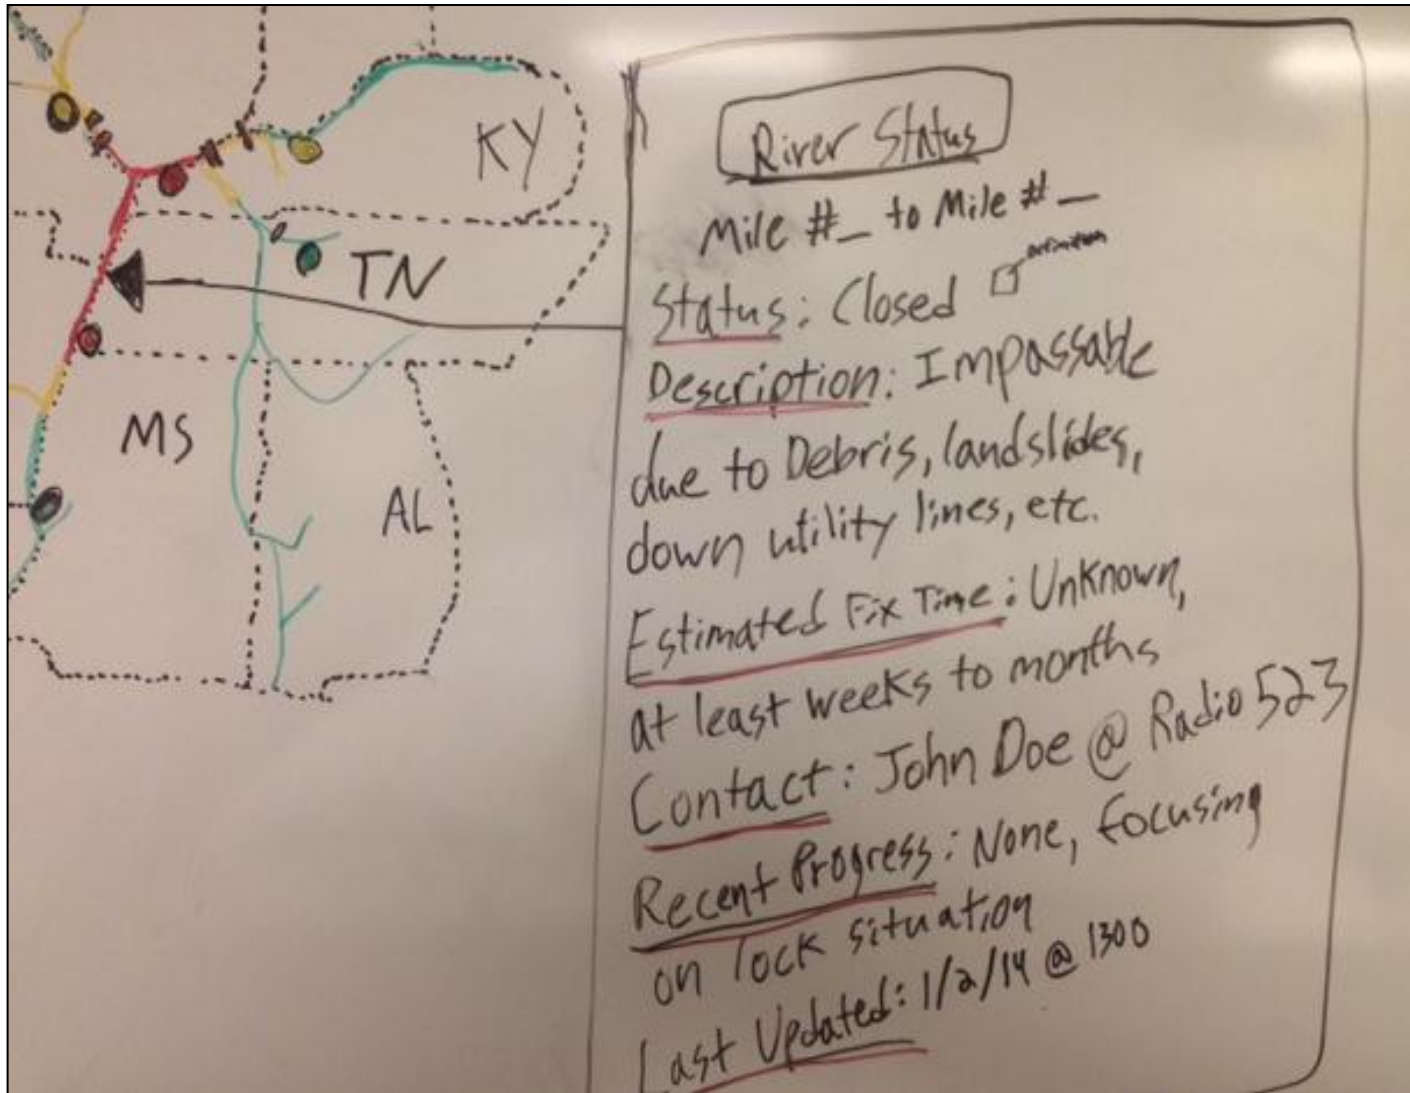 KY
TN
MS
AL
River Status
Mile #_ to Mile #_
Status: Closed
Description: Impassable
due to Debris, landslides,
down utility lines, etc.
Estimated Fix Time: Unknown,
at least weeks to months
Contact: John Doe @ Radio 523
Recent Progress: None, focusing
on lock situation
Last Updated: 1/2/14 @ 1300